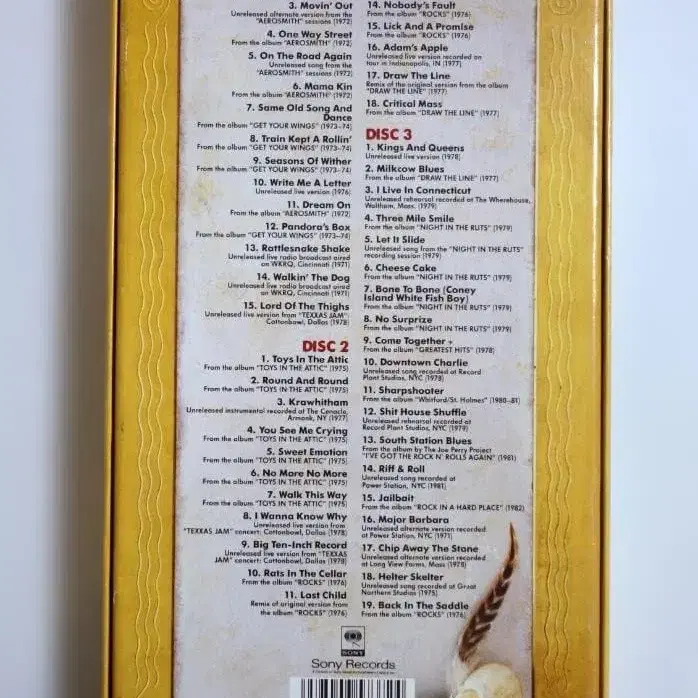 3. Movin' Out
Unreleased alternate version from the
"AEROSMITH" sessions (1972)
4. One Way Street
From the album "AEROSMITH" (1972)
5. On The Road Again
Unreleased song from the
"AEROSMITH" sessions (1972)
6. Mama Kin
From the album "AEROSMITH" (1972)
7. Same Old Song And
Dance
From the album "GET YOUR WINGS" (1973-74)
8. Train Kept A Rollin'
From the album "GET YOUR WINGS" (1973-74)
9. Seasons Of Wither
From the album "GET YOUR WINGS" (1973-74)
10. Write Me A Letter
Unreleased live version (1976)
11. Dream On
From the album "AEROSMITH" (1972)
12. Pandora's Box
From the album "GET YOUR WINGS" (1973-74)
13. Rattlesnake Shake
Unreleased live radio broadcast aired
on WKRQ, Cincinnati (1971)
14. Walkin' The Dog
Unreleased live radio broadcast aired
on WKRQ, Cincinnati (1971)
15. Lord Of The Thighs
Unreleased live version from "TEXXAS JAM":
Cottonbowl, Dallas (1978)
DISC 2
1. Toys In The Attic
From the album "TOYS IN THE ATTIC" (1975)
2. Round And Round
From the album "TOYS IN THE ATTIC" (1975)
3. Krawhitham
Unreleased instrumental recorded at The Cenacle,
Armonk, NY (1977)
4. You See Me Crying
From the album "TOYS IN THE ATTIC" (1975)
5. Sweet Emotion
From the album "TOYS IN THE ATTIC" (1975)
6. No More No More
From the album "TOYS IN THE ATTIC" (1975)
7. Walk This Way
From the album "TOYS IN THE ATTIC" (1975)
8. I Wanna Know Why
Unreleased live version from
"TEXXAS JAM" concert: Cottonbowl, Dallas (1978)
9. Big Ten-Inch Record
Unreleased live version from "TEXXAS
JAM" concert: Cottonbowl, Dallas (1978)
10. Rats In The Cellar
From the album "ROCKS" (1976)
11. Last Child
Remix of original version from
the album "ROCKS" (1976)
14. Nobody's Fault
From the album "ROCKS" (1976)
15. Lick And A Promise
From the album "ROCKS" (1976)
16. Adam's Apple
Unreleased live version recorded on
tour in Indianapolis, IN (1977)
17. Draw The Line
Remix of the original version from the album
"DRAW THE LINE" (1977)
18. Critical Mass
From the album "DRAW THE LINE" (1977)
DISC 3
1. Kings And Queens
Unreleased live version (1978)
2. Milkcow Blues
From the album "DRAW THE LINE" (1977)
3. I Live In Connecticut
Unreleased rehearsal recorded at The Wherehouse,
Waltham, Mass. (1979)
4. Three Mile Smile
From the album "NIGHT IN THE RUTS" (1979)
5. Let It Slide
Unreleased song from the "NIGHT IN THE RUTS"
recording session (1979)
6. Cheese Cake
From the album "NIGHT IN THE RUTS" (1979)
7. Bone To Bone (Coney
Island White Fish Boy)
From the album "NIGHT IN THE RUTS" (1979)
8. No Surprize
From the album "NIGHT IN THE RUTS" (1979)
9. Come Together +
From the album "GREATEST HITS" (1978)
10. Downtown Charlie
Unreleased song recorded at Record
Plant Studios, NYC (1978)
11. Sharpshooter
From the album "Whitford/St. Holmes" (1980-81)
12. Shit House Shuffle
Unreleased rehearsal recorded at
Record Plant Studios, NYC (1979)
13. South Station Blues
From the album by The Joe Perry Project
"I'VE GOT THE ROCK N' ROLLS AGAIN" (1981)
14. Riff & Roll
Unreleased song recorded at
Power Station, NYC (1981)
15. Jailbait
From the album "ROCK IN A HARD PLACE" (1982)
16. Major Barbara
Unreleased alternate version recorded
at Power Station, NYC (1971)
17. Chip Away The Stone
Unreleased alternate version recorded
at Long View Farms, Mass (1978)
18. Helter Skelter
Unreleased song recorded at Great
Northern Studios (1975)
19. Back In The Saddle
From the album "ROCKS" (1976)
SONY
Sony Records